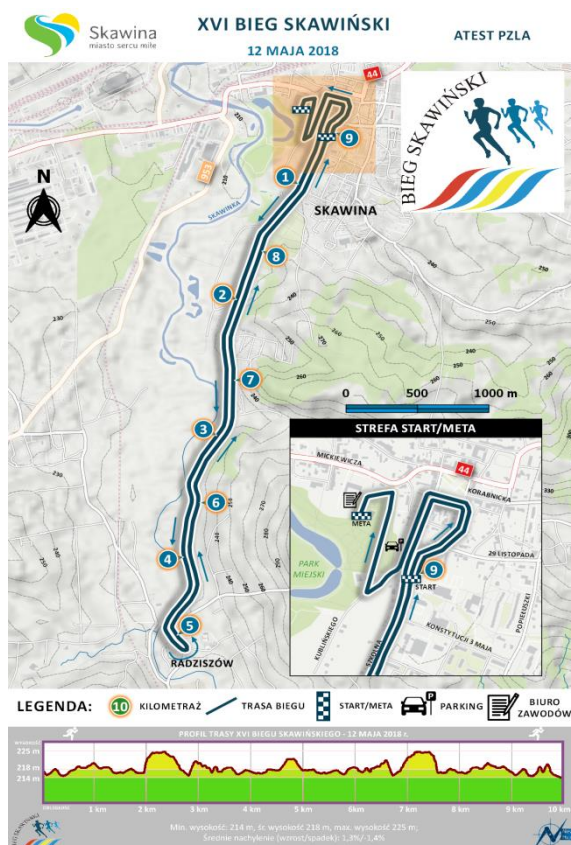 Skawina
miasto sercu miłe
XVI BIEG SKAWIŃSKI
12 MAJA 2018
ATEST PZLA
44
BIEG SKAWIŃSKI
N
SKAWINKA
SKAWINA
1
2
3
4
5
6
7
8
9
RADZISZÓW
0 500 1000 m
STREFA START/META
MICKIEWICZA
44
KORABNICKA
META
29 LISTOPADA
PARK
MIEJSKI
9
START
POPIEŁUSZKI
KUBLIŃSKIEGO
KONSTYTUCJI 3 MAJA
SZKOLNA
LEGENDA:
10 KILOMETRAŻ
TRASA BIEGU
START/META
P PARKING
BIURO
ZAWODÓW
PROFIL TRASY XVI BIEGU SKAWIŃSKIEGO - 12 MAJA 2018 r.
225 m
218 m
214 m
1 km 2 km 3 km 4 km 5 km 6 km 7 km 8 km 9 km 10 km
Min. wysokość: 214 m, śr. wysokość 218 m, max. wysokość 225 m;
Średnie nachylenie (wzrost/spadek): 1,3%/-1,4%